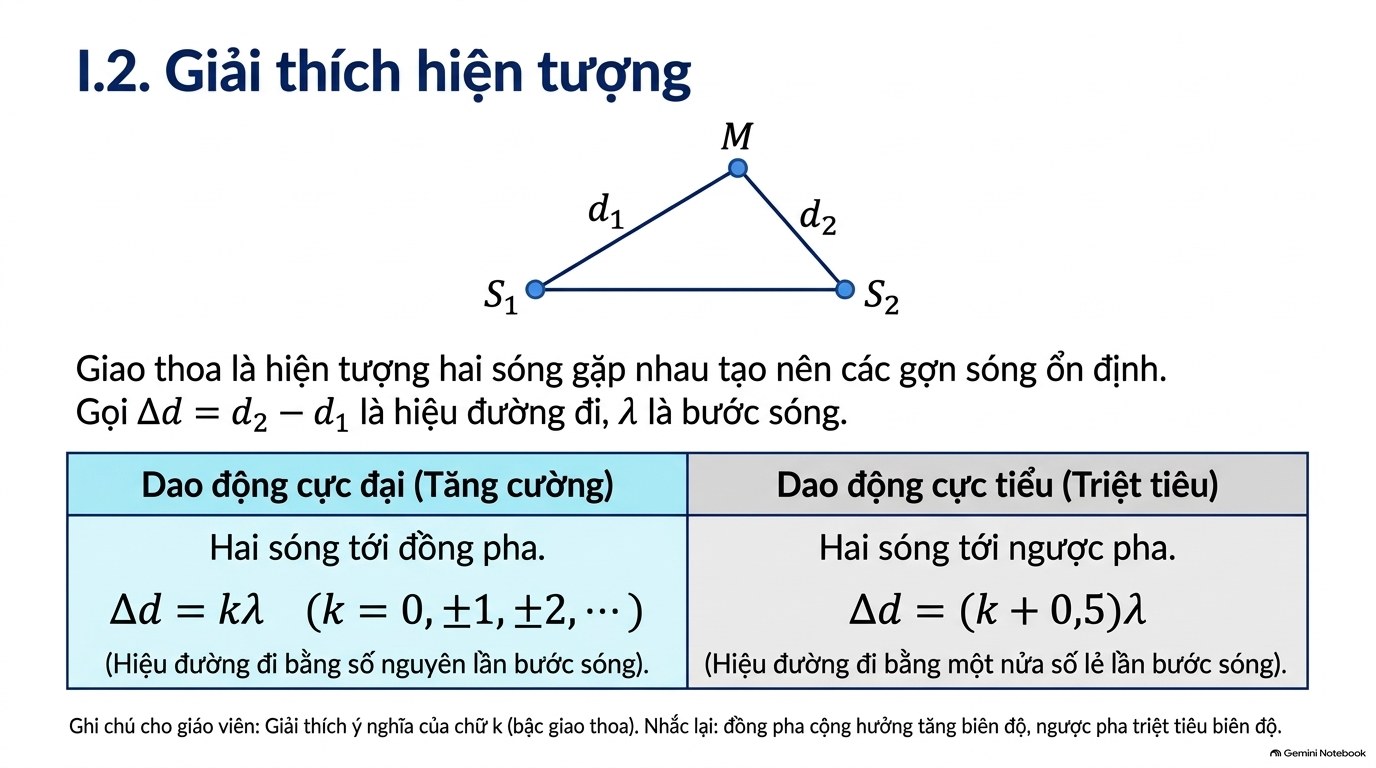 I.2. Giải thích hiện tượng
M
d₁
d₂
S₁
S₂
Giao thoa là hiện tượng hai sóng gặp nhau tạo nên các gợn sóng ổn định.
Gọi Δd = d₂ − d₁ là hiệu đường đi, λ là bước sóng.
Dao động cực đại (Tăng cường)
Hai sóng tới đồng pha.
Δd = kλ (k = 0, ±1, ±2, ⋯ )
(Hiệu đường đi bằng số nguyên lần bước sóng).
Dao động cực tiểu (Triệt tiêu)
Hai sóng tới ngược pha.
Δd = (k + 0,5)λ
(Hiệu đường đi bằng một nửa số lẻ lần bước sóng).
Ghi chú cho giáo viên: Giải thích ý nghĩa của chữ k (bậc giao thoa). Nhắc lại: đồng pha cộng hưởng tăng biên độ, ngược pha triệt tiêu biên độ.
Gemini Notebook